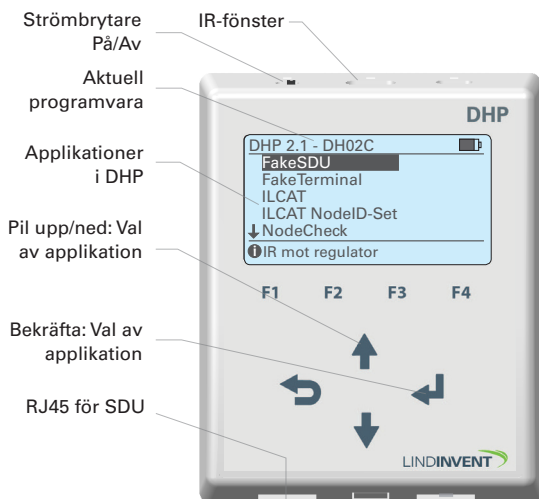 Strömbrytare
På/Av
IR-fönster
Aktuell
programvara
DHP
DHP 2.1 - DH02C
FakeSDU
FakeTerminal
ILCAT
ILCAT NodeID-Set
NodeCheck
IR mot regulator
Applikationer
i DHP
Pil upp/ned: Val
av applikation
F1 F2 F3 F4
Bekräfta: Val av
applikation
RJ45 för SDU
LINDINVENT